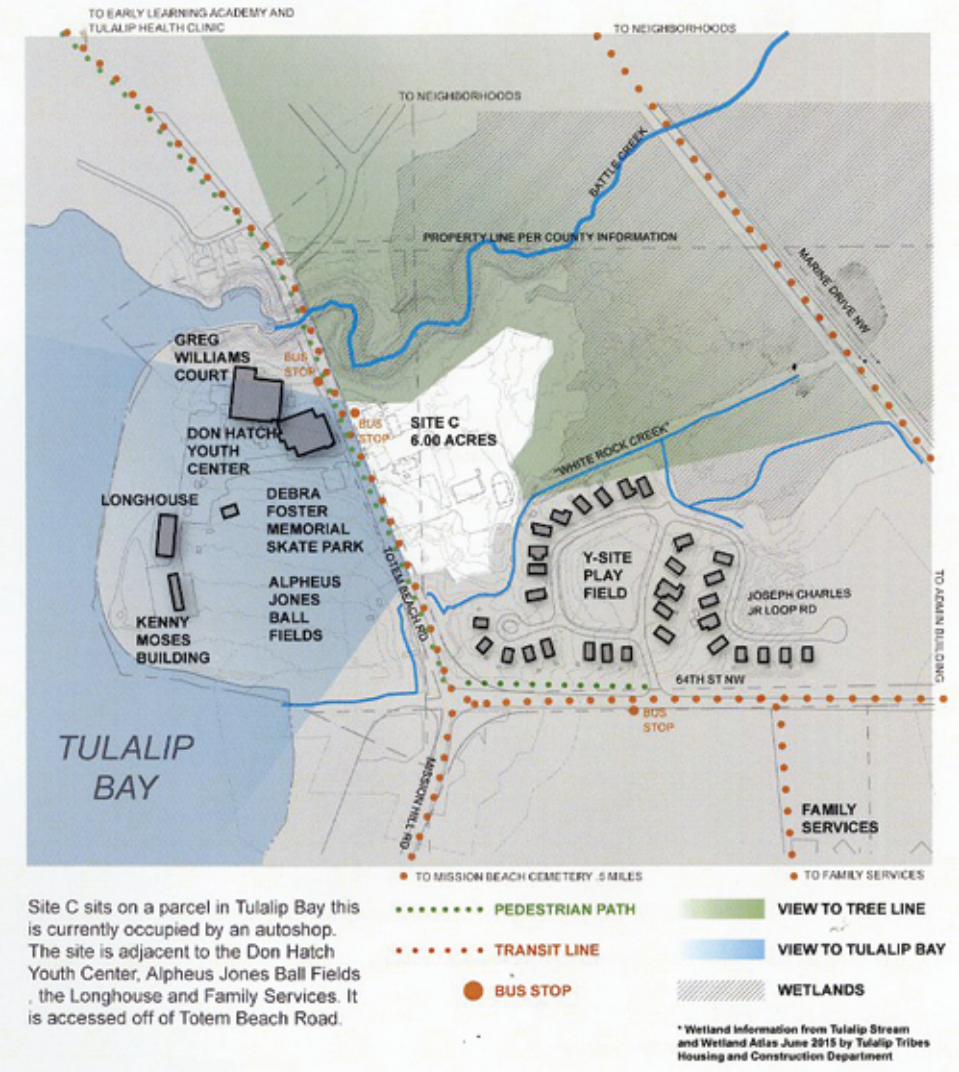 TO EARLY LEARNING ACADEMY AND
TULALIP HEALTH CLINIC
TO NEIGHBORHOODS
TO NEIGHBORHOODS
BATTLE CREEK
PROPERTY LINE PER COUNTY INFORMATION
MARINE DRIVE NW
GREG
WILLIAMS
COURT
BUS
STOP
BUS
STOP
SITE C
6.00 ACRES
DON HATCH
YOUTH
CENTER
"WHITE ROCK CREEK"
LONGHOUSE
DEBRA
FOSTER
MEMORIAL
SKATE PARK
TOTEM BEACH RD.
Y-SITE
PLAY
FIELD
ALPHEUS
JONES
BALL
FIELDS
JOSEPH CHARLES
JR LOOP RD
TO ADMIN BUILDING
KENNY
MOSES
BUILDING
64TH ST NW
BUS
STOP
TULALIP
BAY
MISSION HILL RD.
FAMILY
SERVICES
TO MISSION BEACH CEMETERY .5 MILES
TO FAMILY SERVICES
Site C sits on a parcel in Tulalip Bay this
is currently occupied by an autoshop.
The site is adjacent to the Don Hatch
Youth Center, Alpheus Jones Ball Fields
, the Longhouse and Family Services. It
is accessed off of Totem Beach Road.
PEDESTRIAN PATH
TRANSIT LINE
BUS STOP
VIEW TO TREE LINE
VIEW TO TULALIP BAY
WETLANDS
* Wetland Information from Tulalip Stream
and Wetland Atlas June 2015 by Tulalip Tribes
Housing and Construction Department